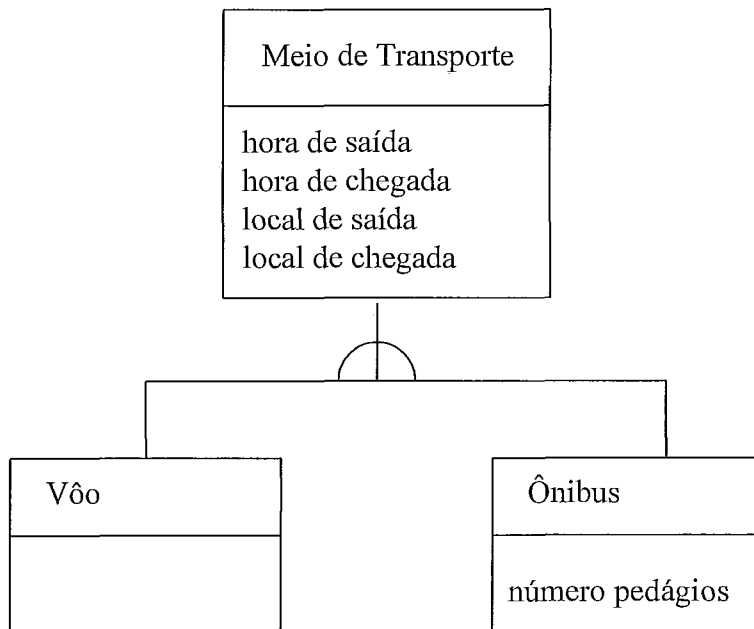 Meio de Transporte
hora de saída
hora de chegada
local de saída
local de chegada
Vôo
Ônibus
número pedágios